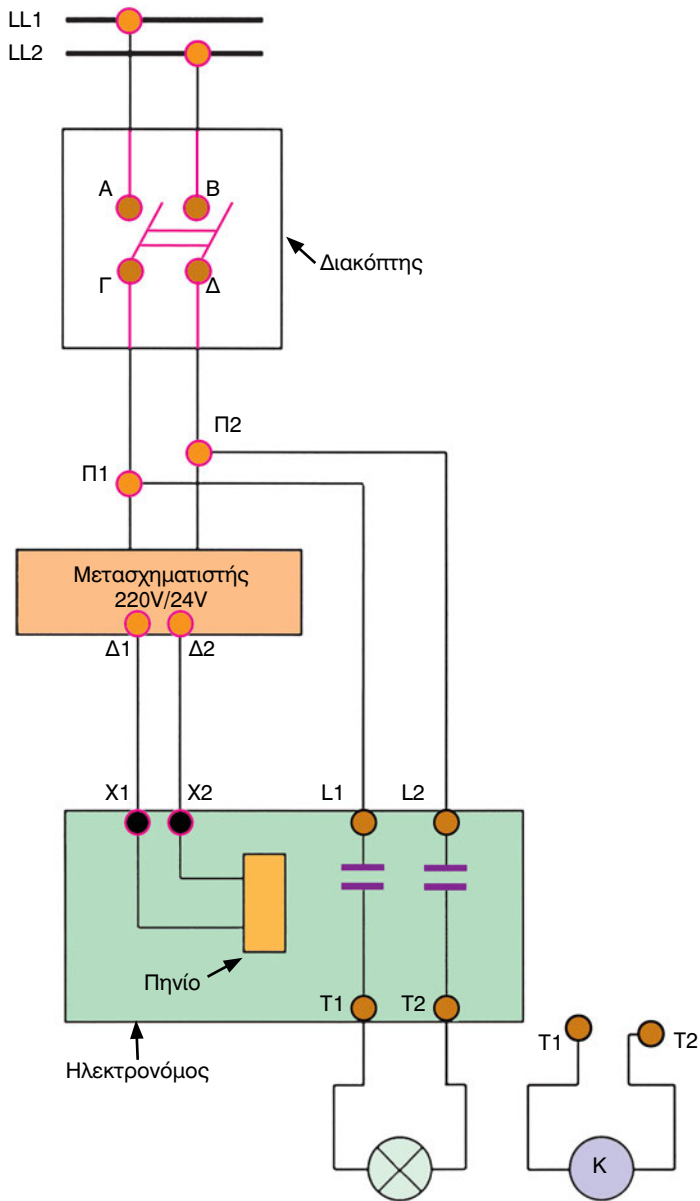 LL1
LL2
Α Β
Γ Δ
Διακόπτης
Π2
Π1
Μετασχηματιστής
220V/24V
Δ1 Δ2
X1 X2 L1 L2
Πηνίο
T1 T2
T1 T2
Ηλεκτρονόμος
K